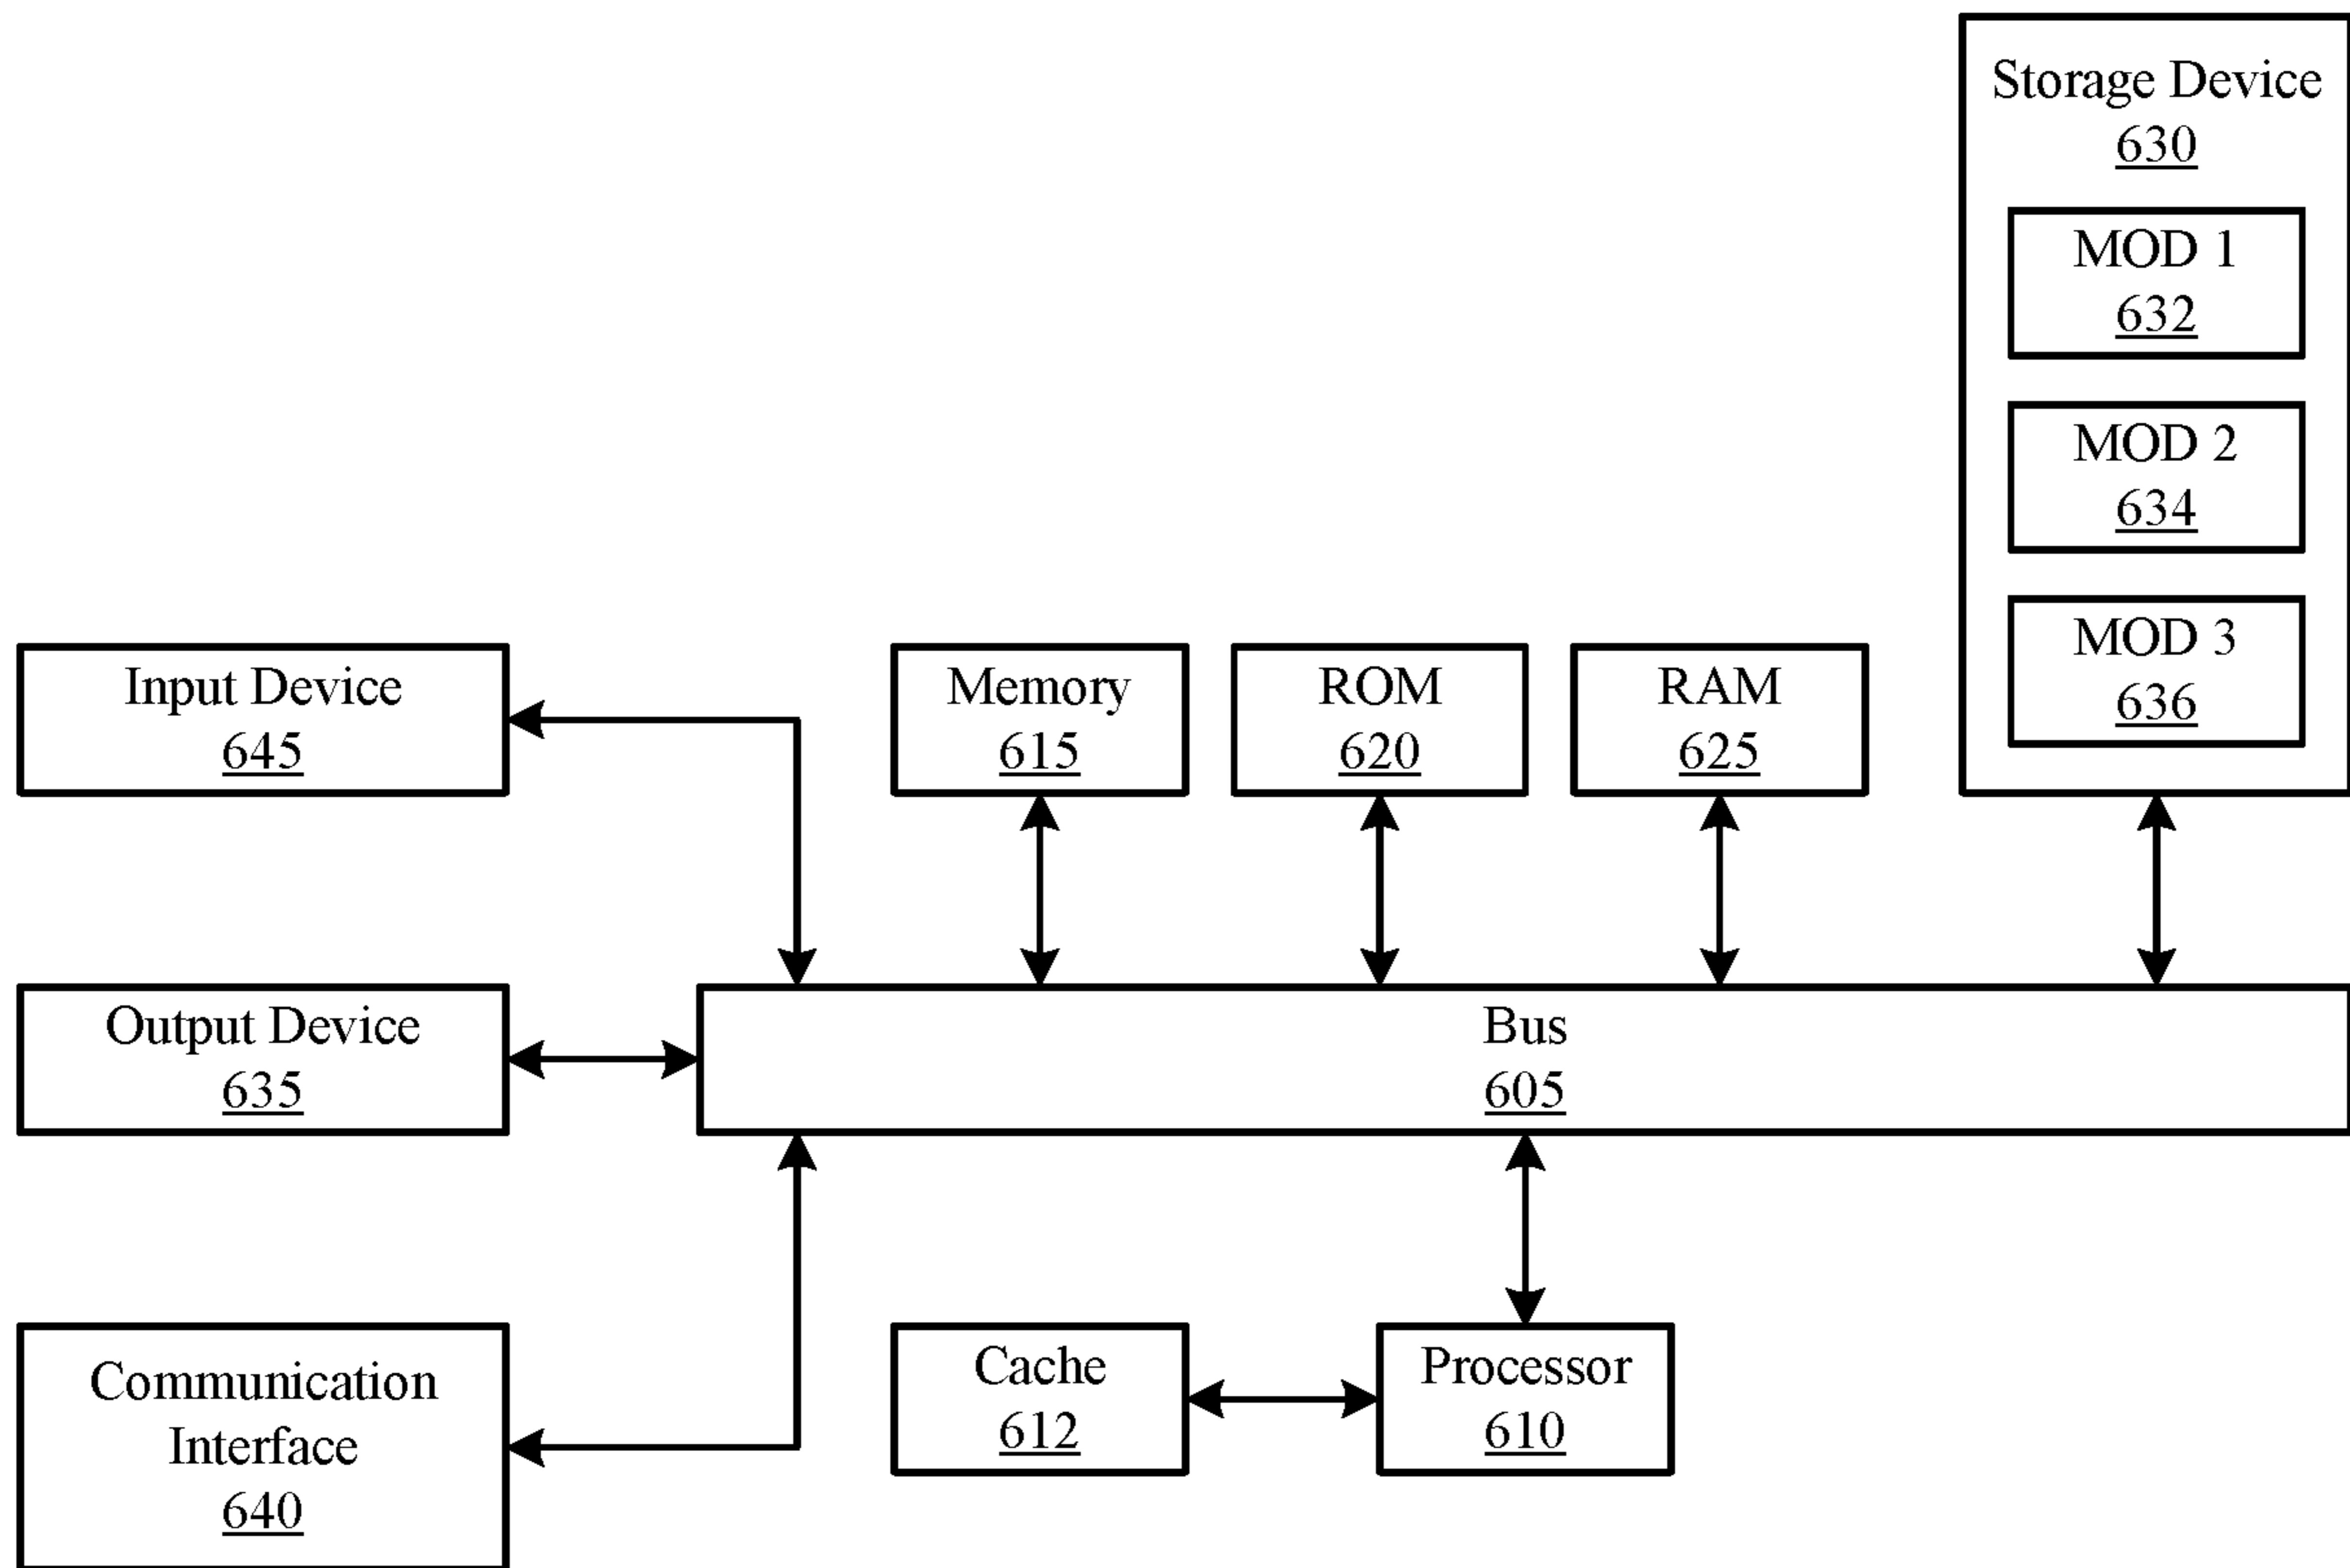 Storage Device
630
MOD 1
632
MOD 2
634
MOD 3
636
Input Device
645
Memory
615
ROM
620
RAM
625
Output Device
635
Bus
605
Communication
Interface
640
Cache
612
Processor
610